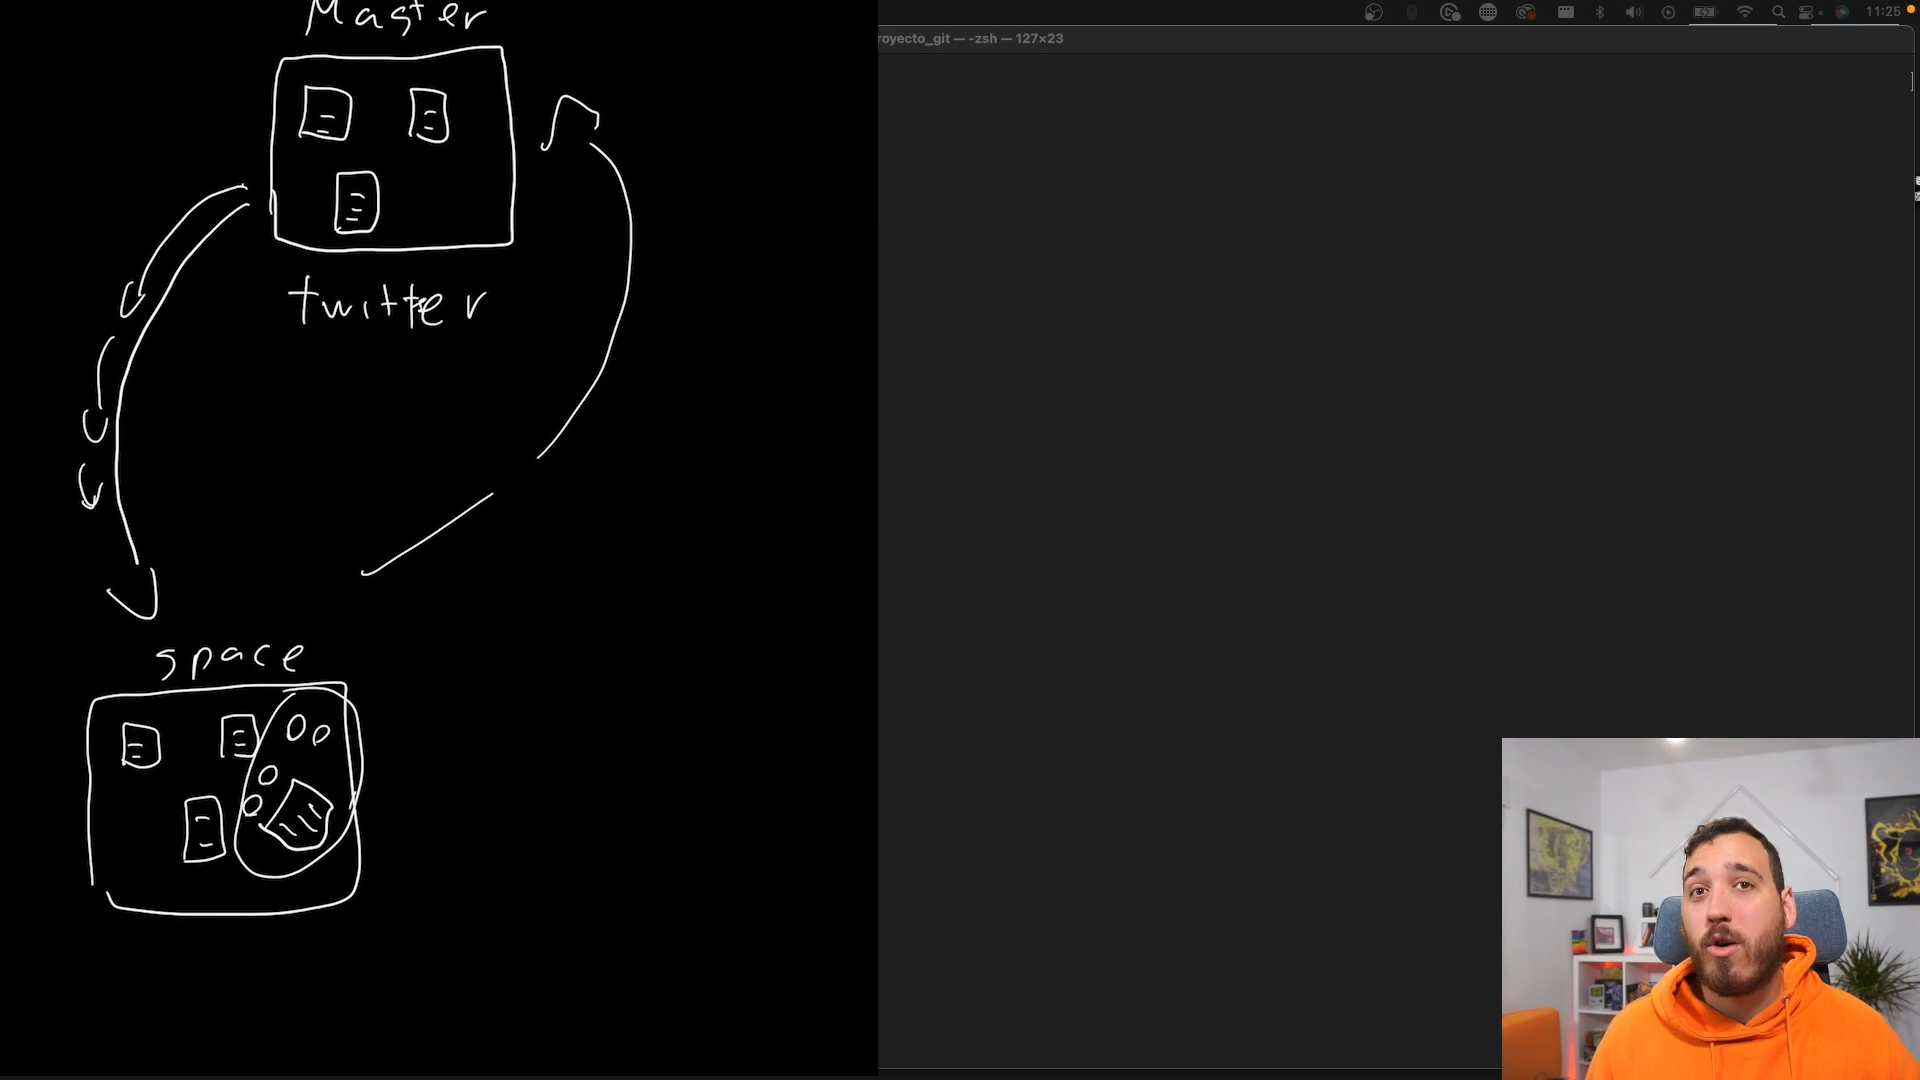 Master
twitter
space
royecto_git — -zsh — 127×23
11:25